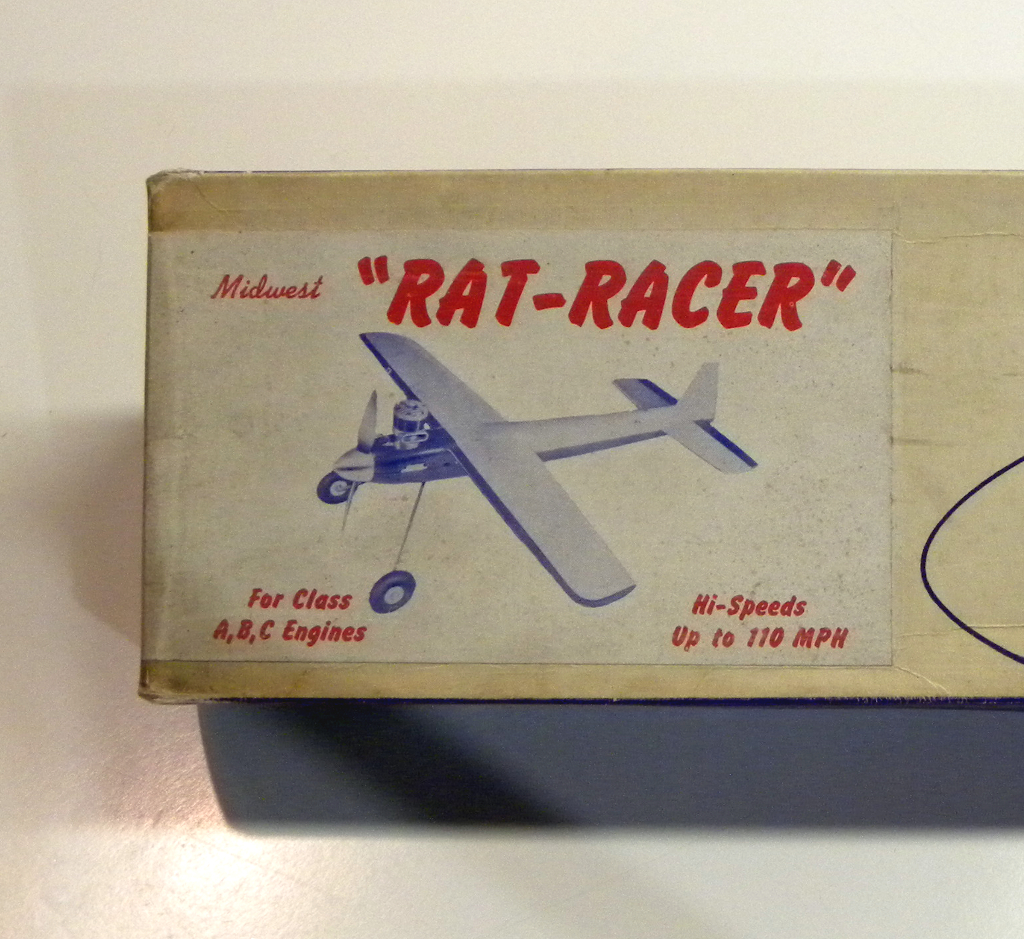 Midwest "RAT-RACER"
For Class
A,B,C Engines
Hi-Speeds
Up to 110 MPH